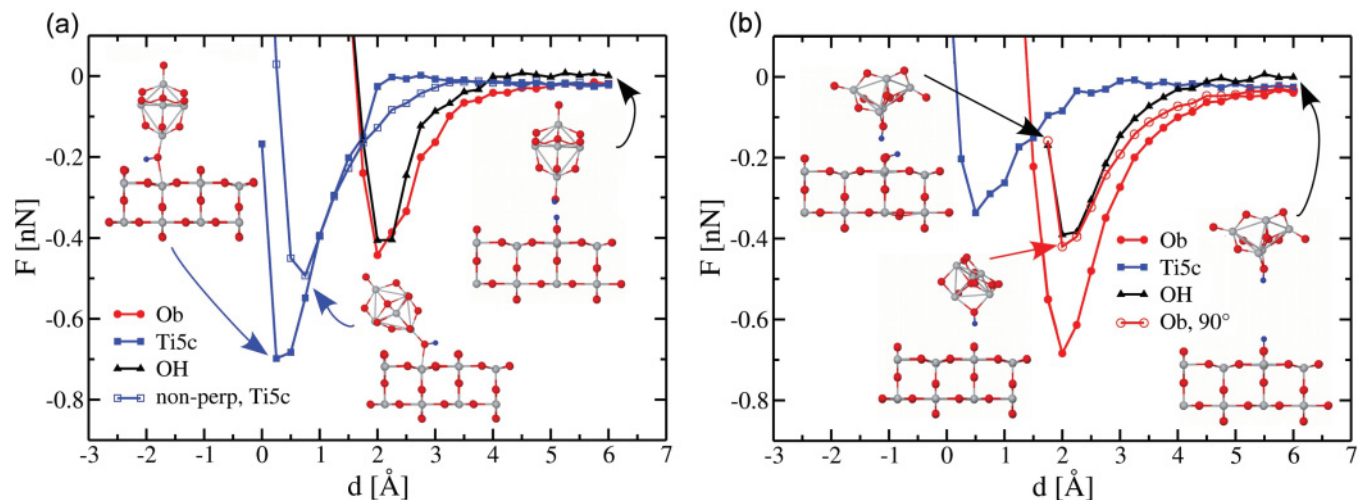 (a)
0
-0.2
-0.4
-0.6
-0.8
F [nN]
Ob
Ti5c
OH
non-perp, Ti5c
-3 -2 -1 0 1 2 3 4 5 6 7
d [Å]
(b)
0
-0.2
-0.4
-0.6
-0.8
F [nN]
Ob
Ti5c
OH
Ob, 90°
-3 -2 -1 0 1 2 3 4 5 6 7
d [Å]